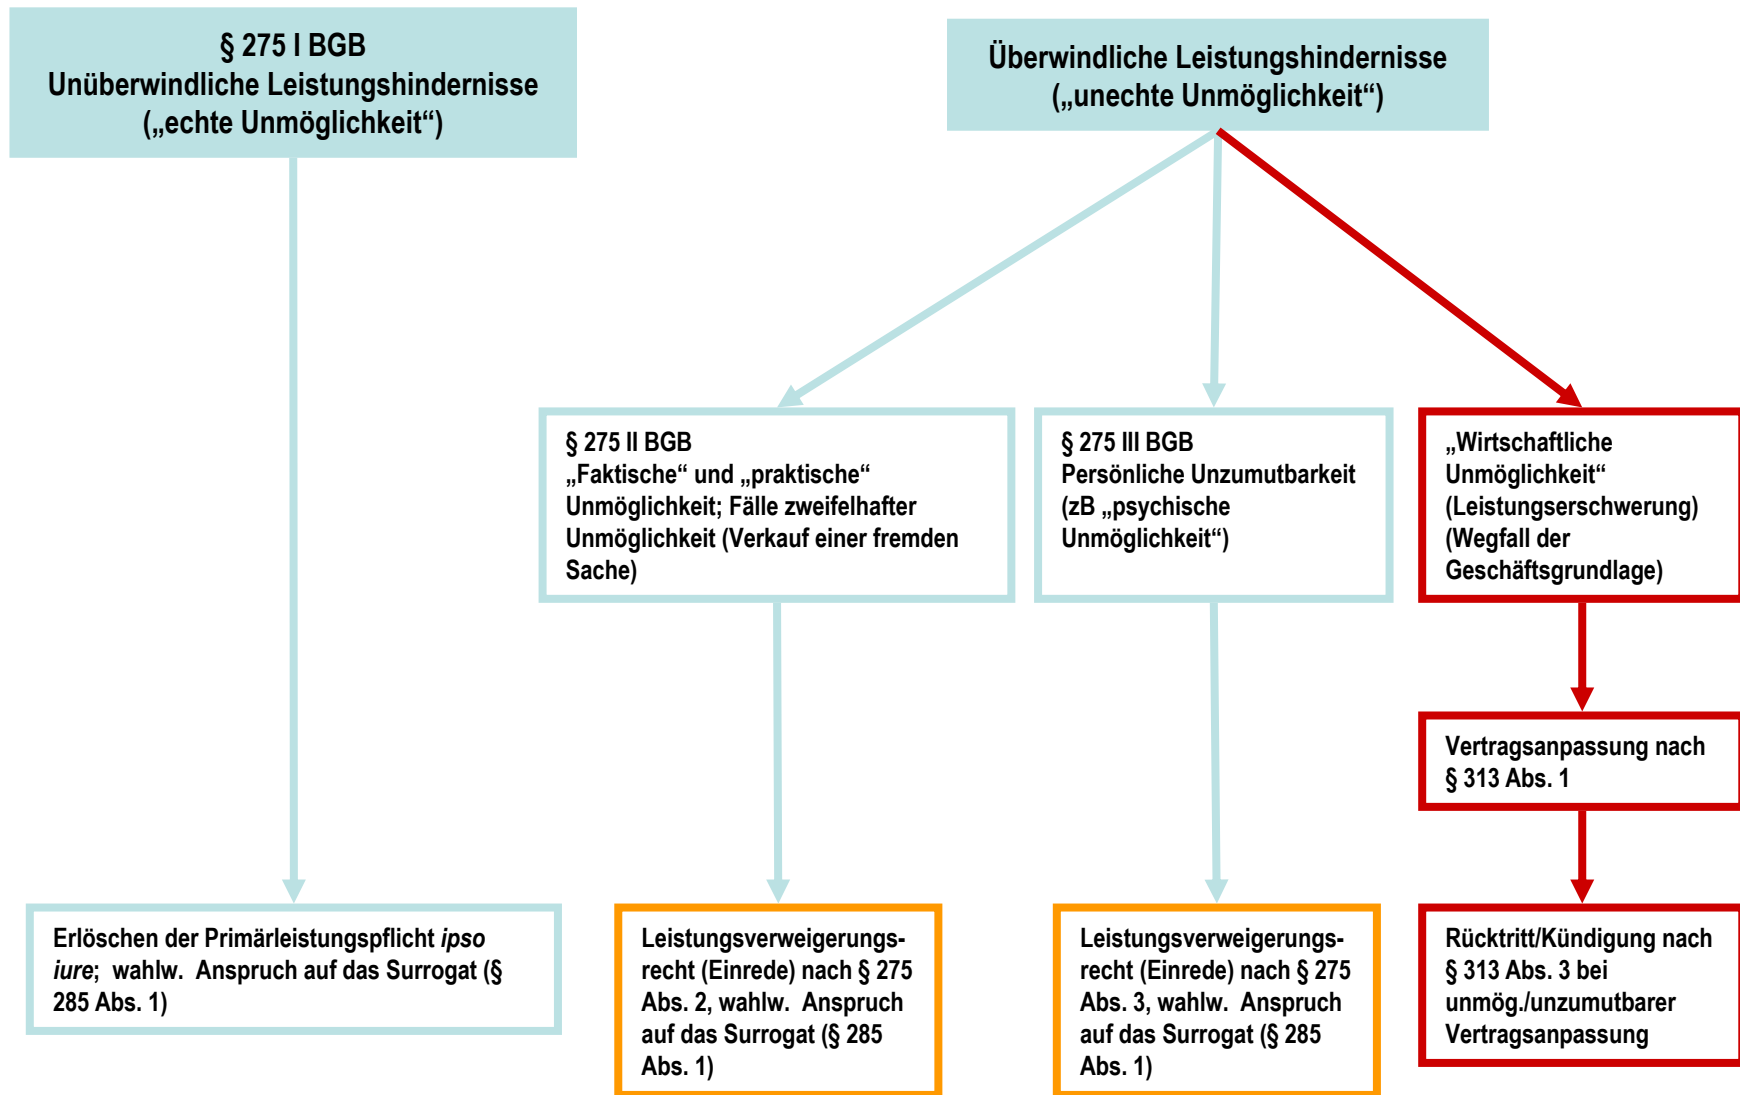 § 275 I BGB
Unüberwindliche Leistungshindernisse
(„echte Unmöglichkeit“)
Überwindliche Leistungshindernisse
(„unechte Unmöglichkeit“)
§ 275 II BGB
„Faktische“ und „praktische“
Unmöglichkeit; Fälle zweifelhafter
Unmöglichkeit (Verkauf einer fremden
Sache)
§ 275 III BGB
Persönliche Unzumutbarkeit
(zB „psychische
Unmöglichkeit“)
„Wirtschaftliche
Unmöglichkeit“
(Leistungserschwerung)
(Wegfall der
Geschäftsgrundlage)
Vertragsanpassung nach
§ 313 Abs. 1
Erlöschen der Primärleistungspflicht ipso
iure; wahlw. Anspruch auf das Surrogat (§
285 Abs. 1)
Leistungsverweigerungs-
recht (Einrede) nach § 275
Abs. 2, wahlw. Anspruch
auf das Surrogat (§ 285
Abs. 1)
Leistungsverweigerungs-
recht (Einrede) nach § 275
Abs. 3, wahlw. Anspruch
auf das Surrogat (§ 285
Abs. 1)
Rücktritt/Kündigung nach
§ 313 Abs. 3 bei
unmög./unzumutbarer
Vertragsanpassung